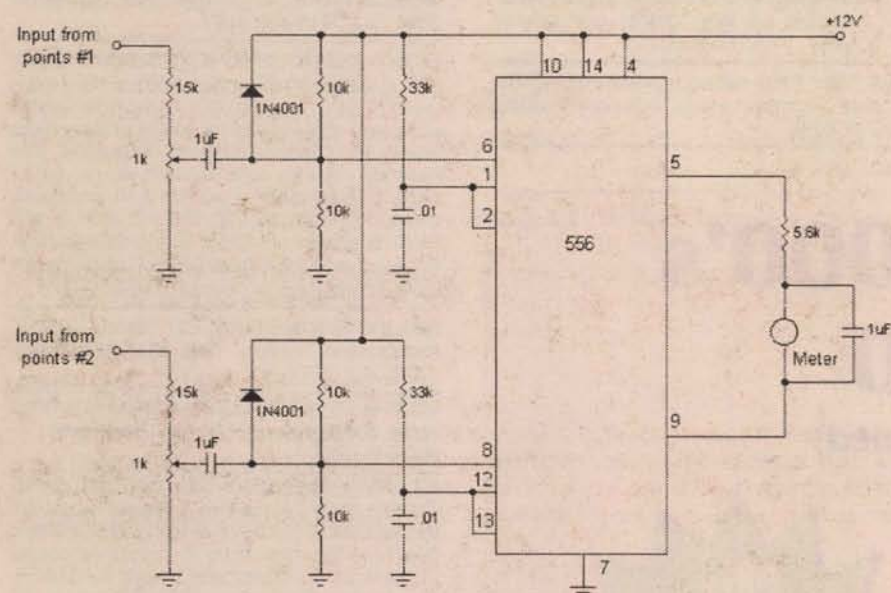 +12V
Input from
points #1
10
14
4
15k
10k
33k
1N4001
1uF
6
5
1k
1
10k
.01
2
5.6k
556
1uF
Meter
Input from
points #2
15k
10k
33k
1N4001
1uF
9
8
1k
12
10k
.01
13
7